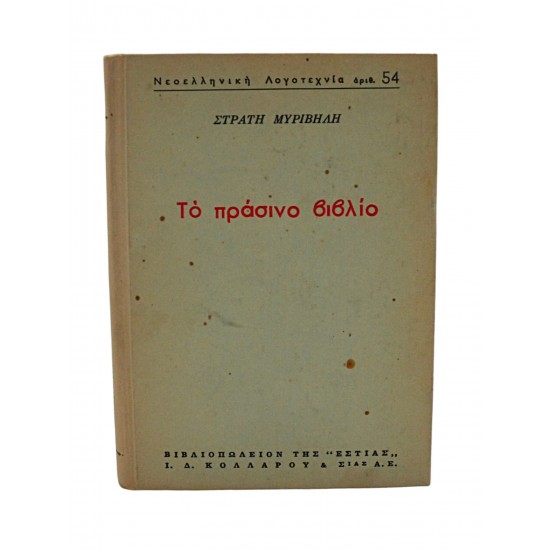 Νεοελληνική Λογοτεχνία Αριθ. 54
ΣΤΡΑΤΗ ΜΥΡΙΒΗΛΗ
Τὸ πράσινο βιβλίο
ΒΙΒΛΙΟΠΩΛΕΙΟΝ ΤΗΣ "ΕΣΤΙΑΣ„
Ι. Δ. ΚΟΛΛΑΡΟΥ & ΣΙΑΣ Α.Ε.